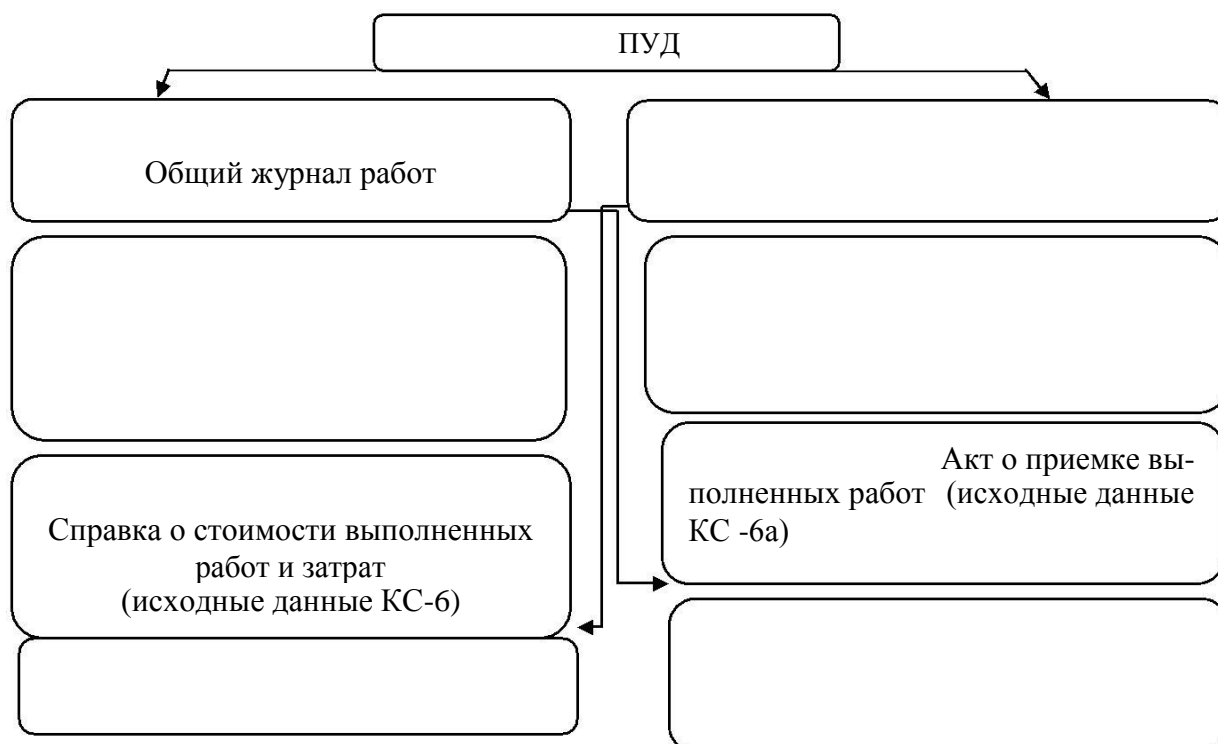 ПУД
Общий журнал работ
Справка о стоимости выполненных
работ и затрат
(исходные данные КС-6)
Акт о приемке вы-
полненных работ (исходные данные
КС -6а)